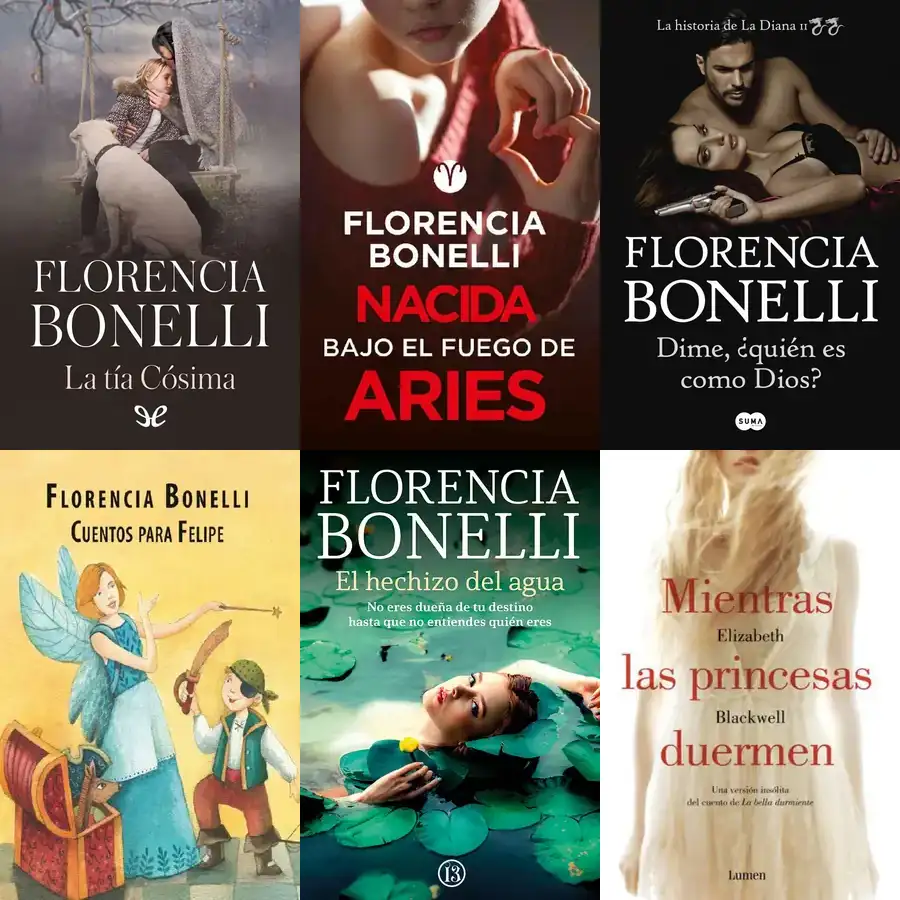 FLORENCIA
BONELLI
La tía Cósima
FLORENCIA
BONELLI
NACIDA
BAJO EL FUEGO DE
ARIES
La historia de La Diana II
FLORENCIA
BONELLI
Dime, ¿quién es
como Dios?
SUMA
FLORENCIA BONELLI
CUENTOS PARA FELIPE
FLORENCIA
BONELLI
El hechizo del agua
No eres dueña de tu destino
hasta que no entiendes quién eres
13
Mientras
Elizabeth
las princesas
Blackwell
duermen
Una versión insólita
del cuento de La bella durmiente
Lumen